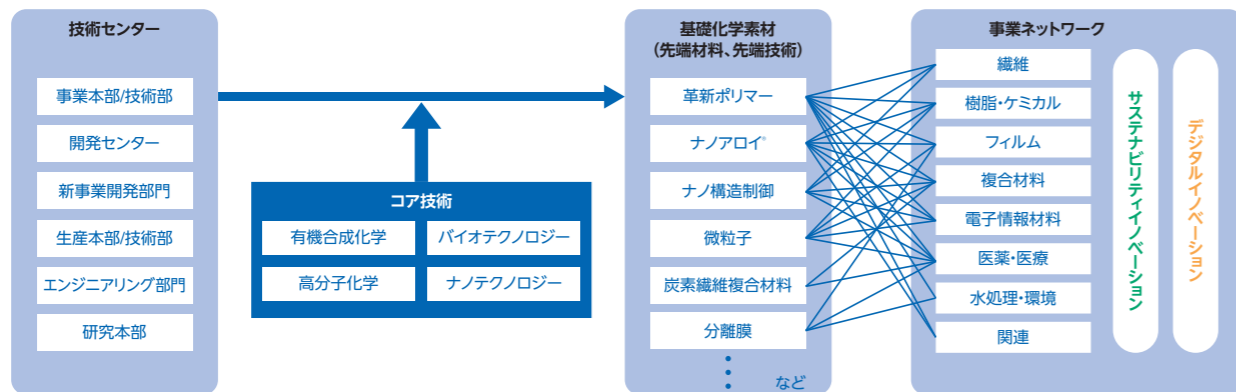 技術センター
事業本部/技術部
開発センター
新事業開発部門
生産本部/技術部
エンジニアリング部門
研究本部
コア技術
有機合成化学
バイオテクノロジー
高分子化学
ナノテクノロジー
基礎化学素材
(先端材料、先端技術)
革新ポリマー
ナノアロイ®
ナノ構造制御
微粒子
炭素繊維複合材料
分離膜
など
事業ネットワーク
繊維
樹脂・ケミカル
フィルム
複合材料
電子情報材料
医薬・医療
水処理・環境
関連
サステナビリティイノベーション
デジタルイノベーション